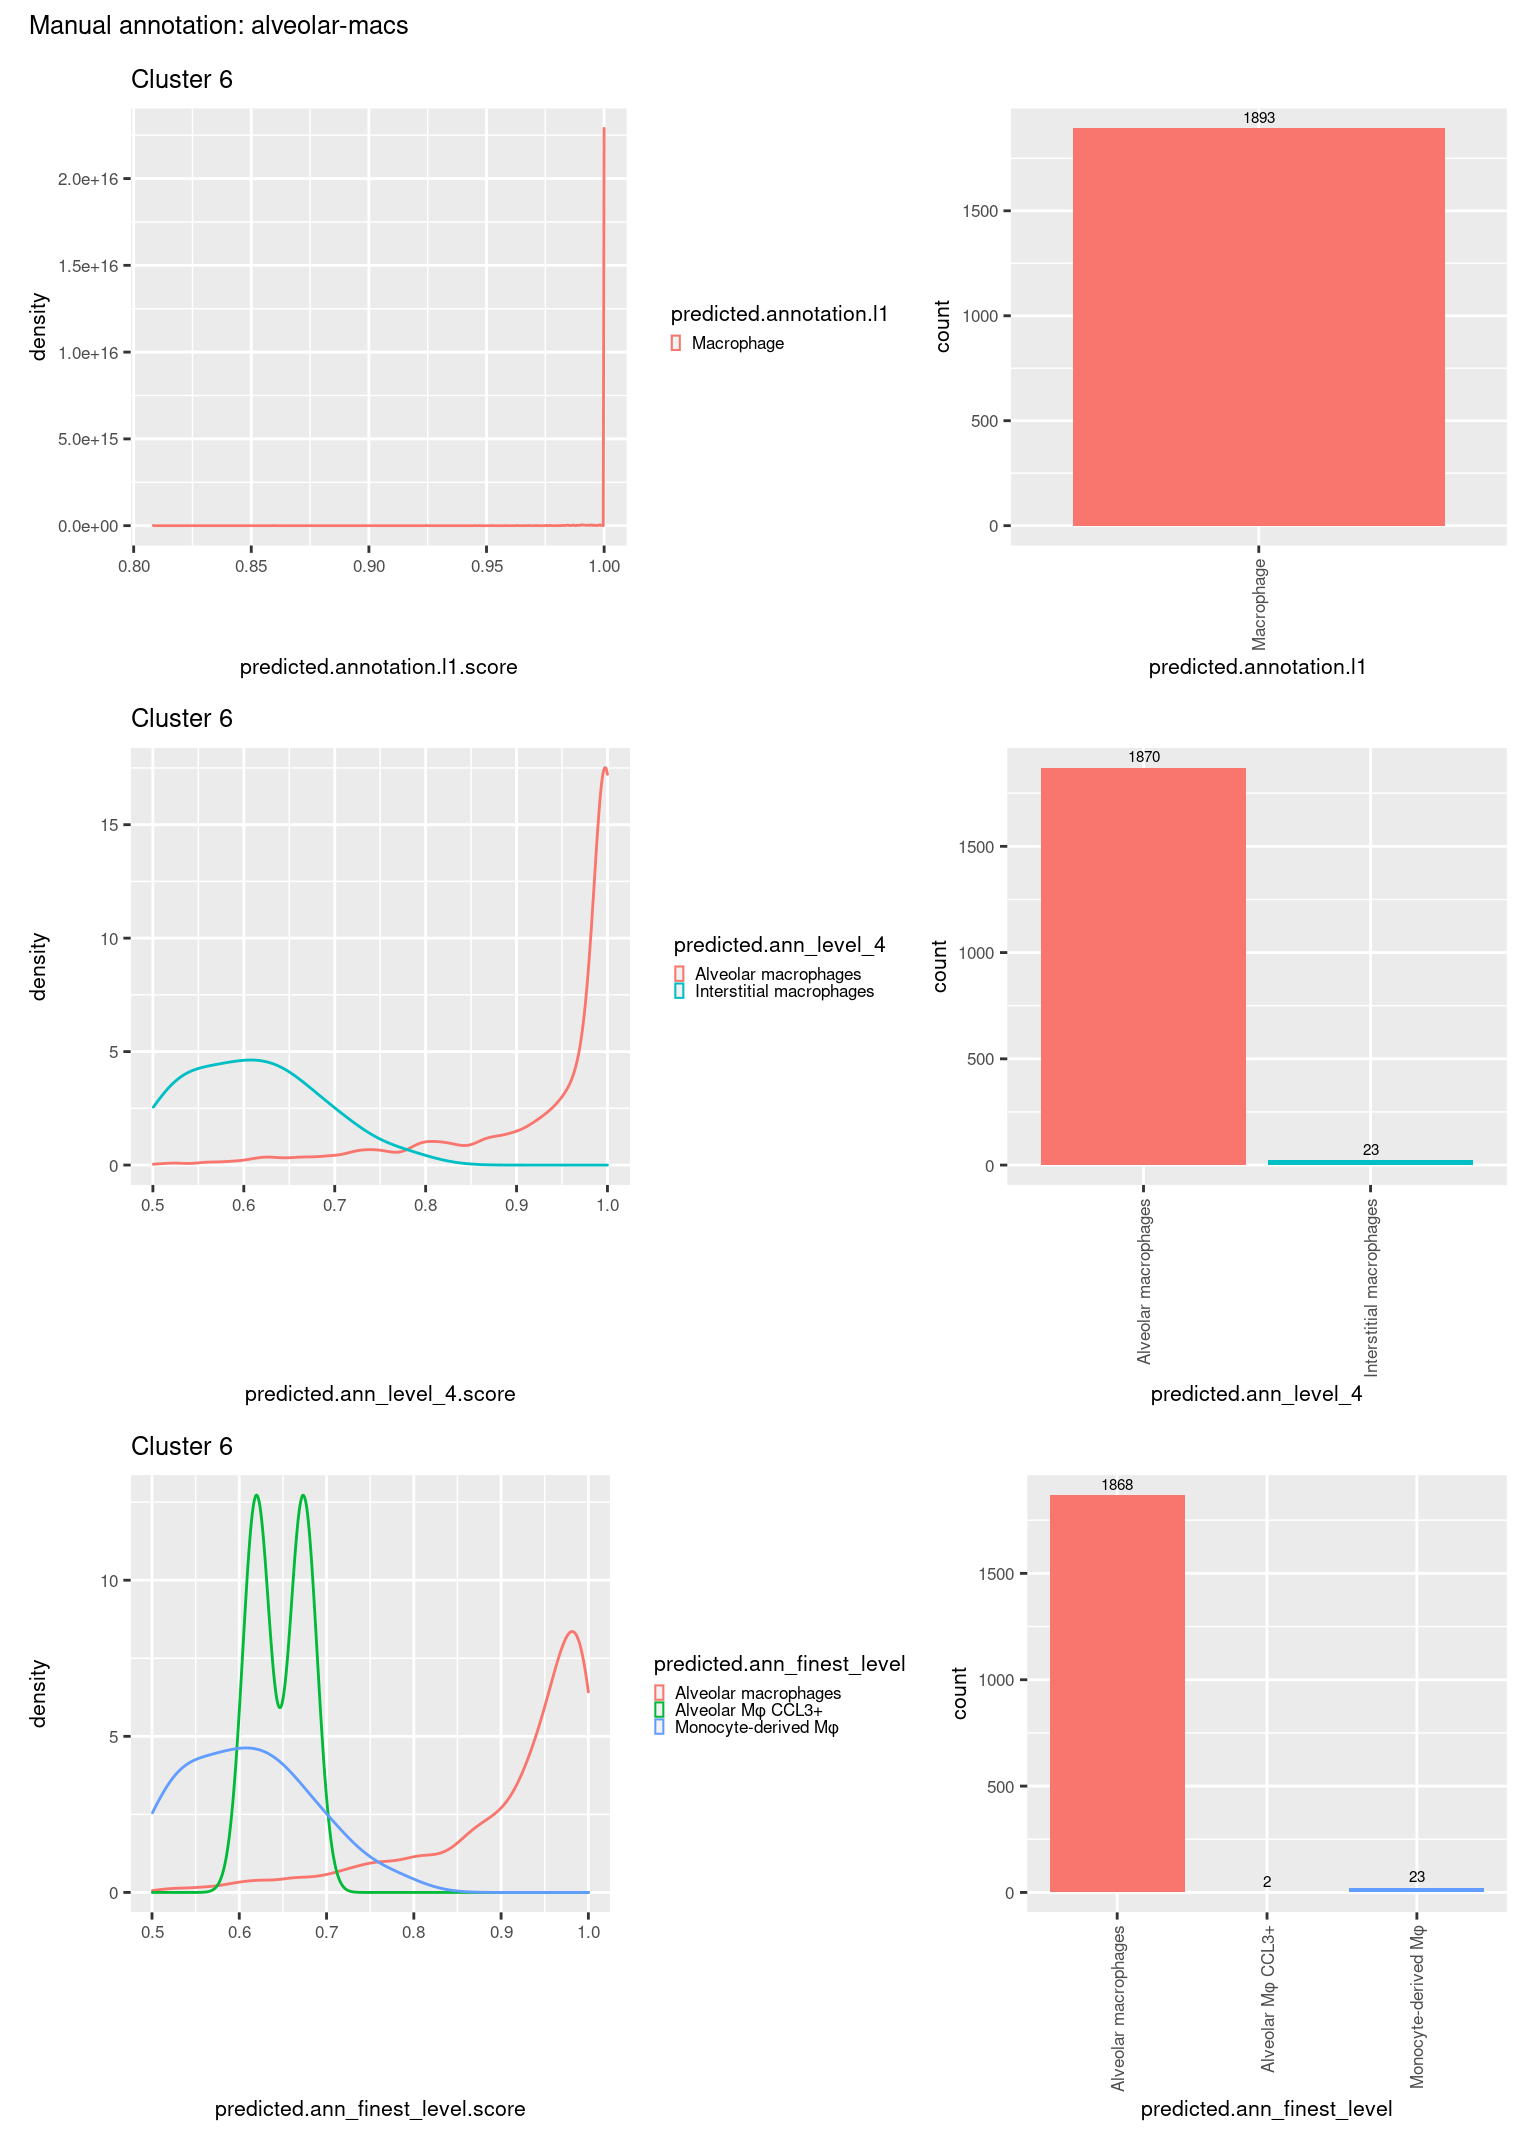 Manual annotation: alveolar-macs
Cluster 6
density
2.0e+16
1.5e+16
1.0e+16
5.0e+15
0.0e+00
0.80 0.85 0.90 0.95 1.00
predicted.annotation.l1.score
predicted.annotation.l1
Macrophage
count
1893
1500
1000
500
0
Macrophage
predicted.annotation.l1
Cluster 6
density
15
10
5
0
0.5 0.6 0.7 0.8 0.9 1.0
predicted.ann_level_4.score
predicted.ann_level_4
Alveolar macrophages
Interstitial macrophages
count
1870
1500
1000
500
23
0
Alveolar macrophages
Interstitial macrophages
predicted.ann_level_4
Cluster 6
density
10
5
0
0.5 0.6 0.7 0.8 0.9 1.0
predicted.ann_finest_level.score
predicted.ann_finest_level
Alveolar macrophages
Alveolar Mφ CCL3+
Monocyte-derived Mφ
count
1868
1500
1000
500
2 23
0
Alveolar macrophages
Alveolar Mφ CCL3+
Monocyte-derived Mφ
predicted.ann_finest_level